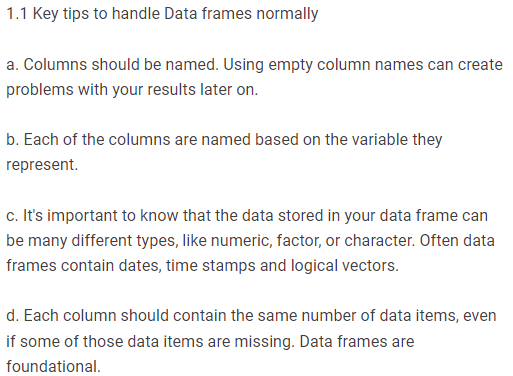 1.1 Key tips to handle Data frames normally
a. Columns should be named. Using empty column names can create
problems with your results later on.
b. Each of the columns are named based on the variable they
represent.
c. It's important to know that the data stored in your data frame can
be many different types, like numeric, factor, or character. Often data
frames contain dates, time stamps and logical vectors.
d. Each column should contain the same number of data items, even
if some of those data items are missing. Data frames are
foundational.